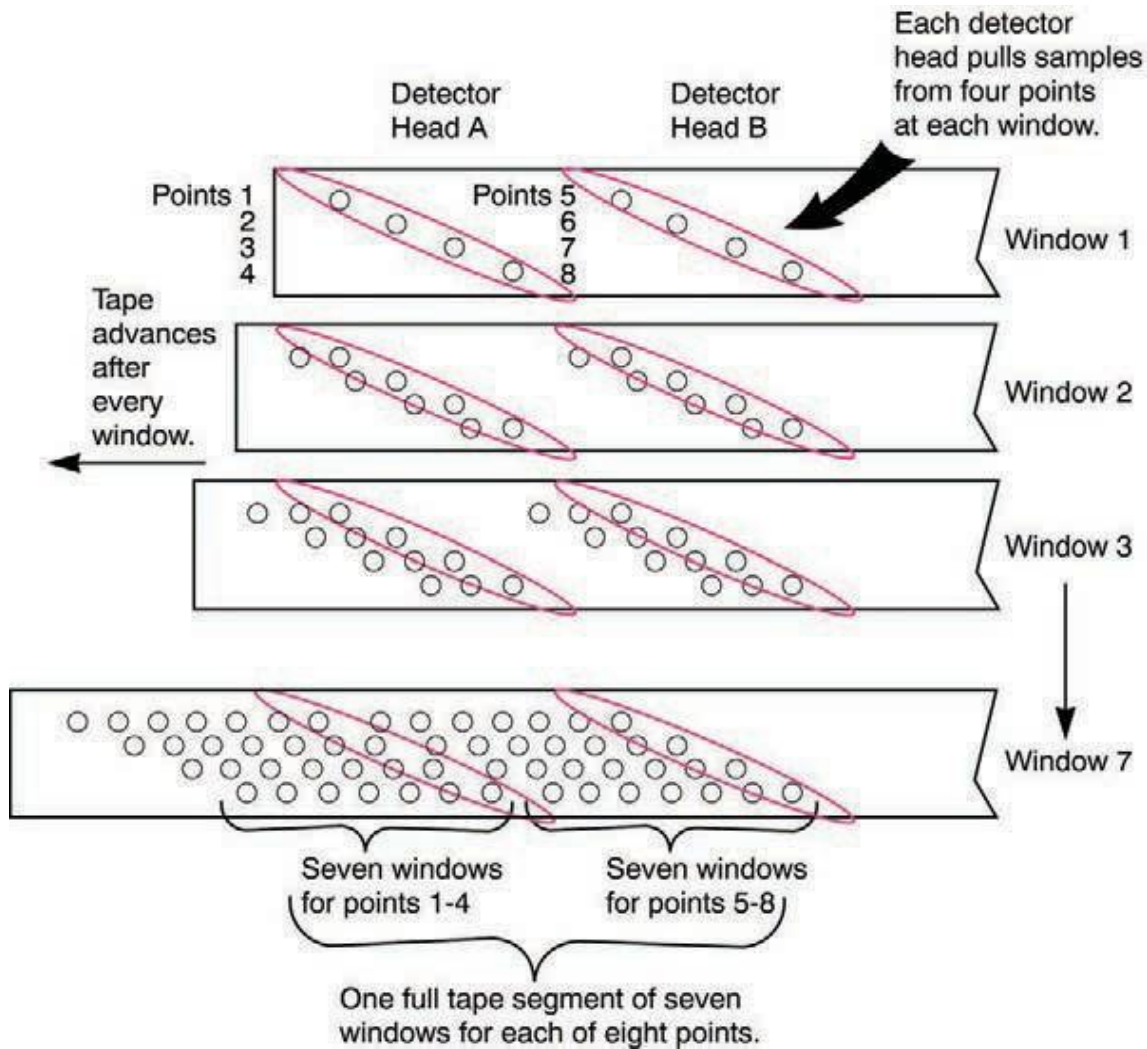 Each detector
head pulls samples
from four points
at each window.
Detector
Head A
Detector
Head B
Points 1
2
3
4
Points 5
6
7
8
Window 1
Tape
advances
after
every
window.
Window 2
Window 3
Window 7
Seven windows
for points 1-4
Seven windows
for points 5-8
One full tape segment of seven
windows for each of eight points.